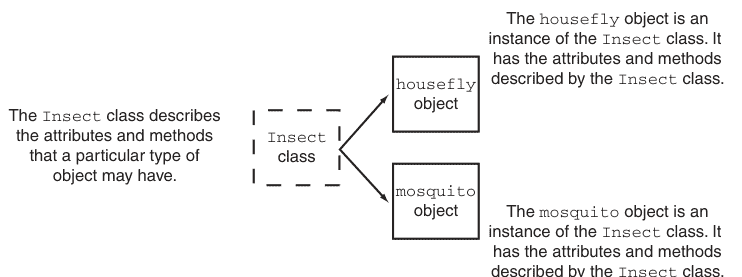 The housefly object is an
instance of the Insect class. It
has the attributes and methods
described by the Insect class.
housefly
object
The Insect class describes
the attributes and methods
that a particular type of
object may have.
Insect
class
mosquito
object
The mosquito object is an
instance of the Insect class. It
has the attributes and methods
described by the Insect class.